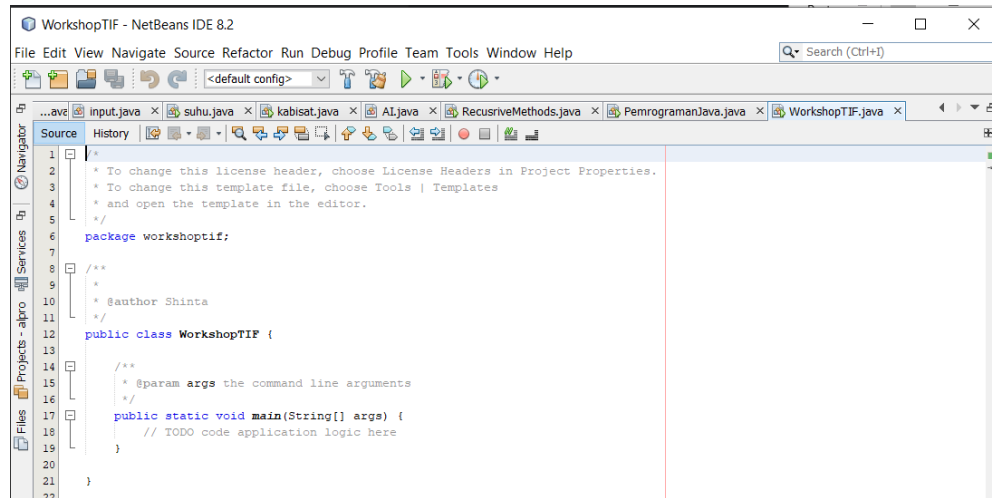 WorkshopTIF - NetBeans IDE 8.2
File Edit View Navigate Source Refactor Run Debug Profile Team Tools Window Help
Search (Ctrl+I)
<default config>
...ava input.java suhu.java kabisat.java AI.java RecusriveMethods.java PemrogramanJava.java WorkshopTIF.java
Source History
Navigator
Services
Projects - alpro
Files
1 /*
2 * To change this license header, choose License Headers in Project Properties.
3 * To change this template file, choose Tools | Templates
4 * and open the template in the editor.
5 */
6 package workshoptif;
7
8 /**
9 *
10 * @author Shinta
11 */
12 public class WorkshopTIF {
13
14 /**
15 * @param args the command line arguments
16 */
17 public static void main(String[] args) {
18 // TODO code application logic here
19 }
20
21 }
22